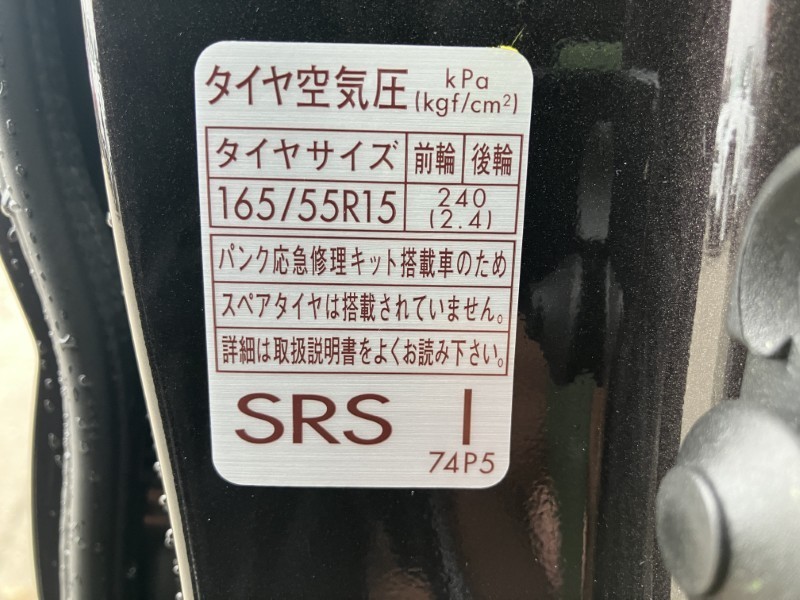 タイヤ空気圧 kPa
(kgf/cm²)
タイヤサイズ 前輪 後輪
165/55R15 240
(2.4)
パンク応急修理キット搭載車のため
スペアタイヤは搭載されていません。
詳細は取扱説明書をよくお読み下さい。
SRS I
74P5